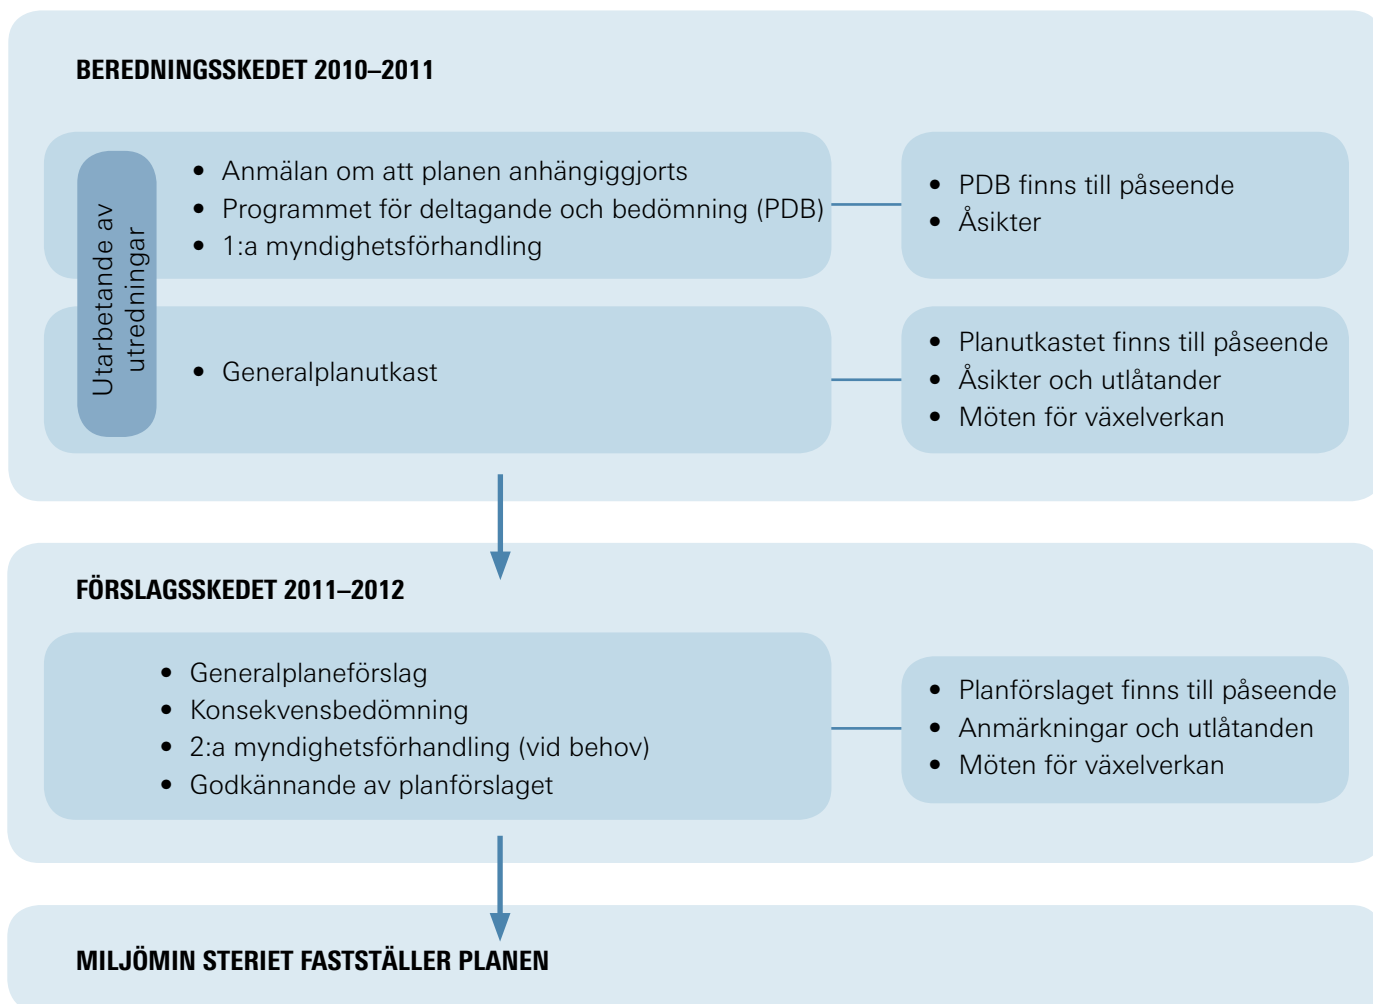 BEREDNINGSSKEDET 2010–2011
Utarbetande av
utredningar
• Anmälan om att planen anhängiggjorts
• Programmet för deltagande och bedömning (PDB)
• 1:a myndighetsförhandling
• PDB finns till påseende
• Åsikter
• Generalplanutkast
• Planutkastet finns till påseende
• Åsikter och utlåtander
• Möten för växelverkan
FÖRSLAGSSKEDET 2011–2012
• Generalplaneförslag
• Konsekvensbedömning
• 2:a myndighetsförhandling (vid behov)
• Godkännande av planförslaget
• Planförslaget finns till påseende
• Anmärkningar och utlåtanden
• Möten för växelverkan
MILJÖMIN STERIET FASTSTÄLLER PLANEN